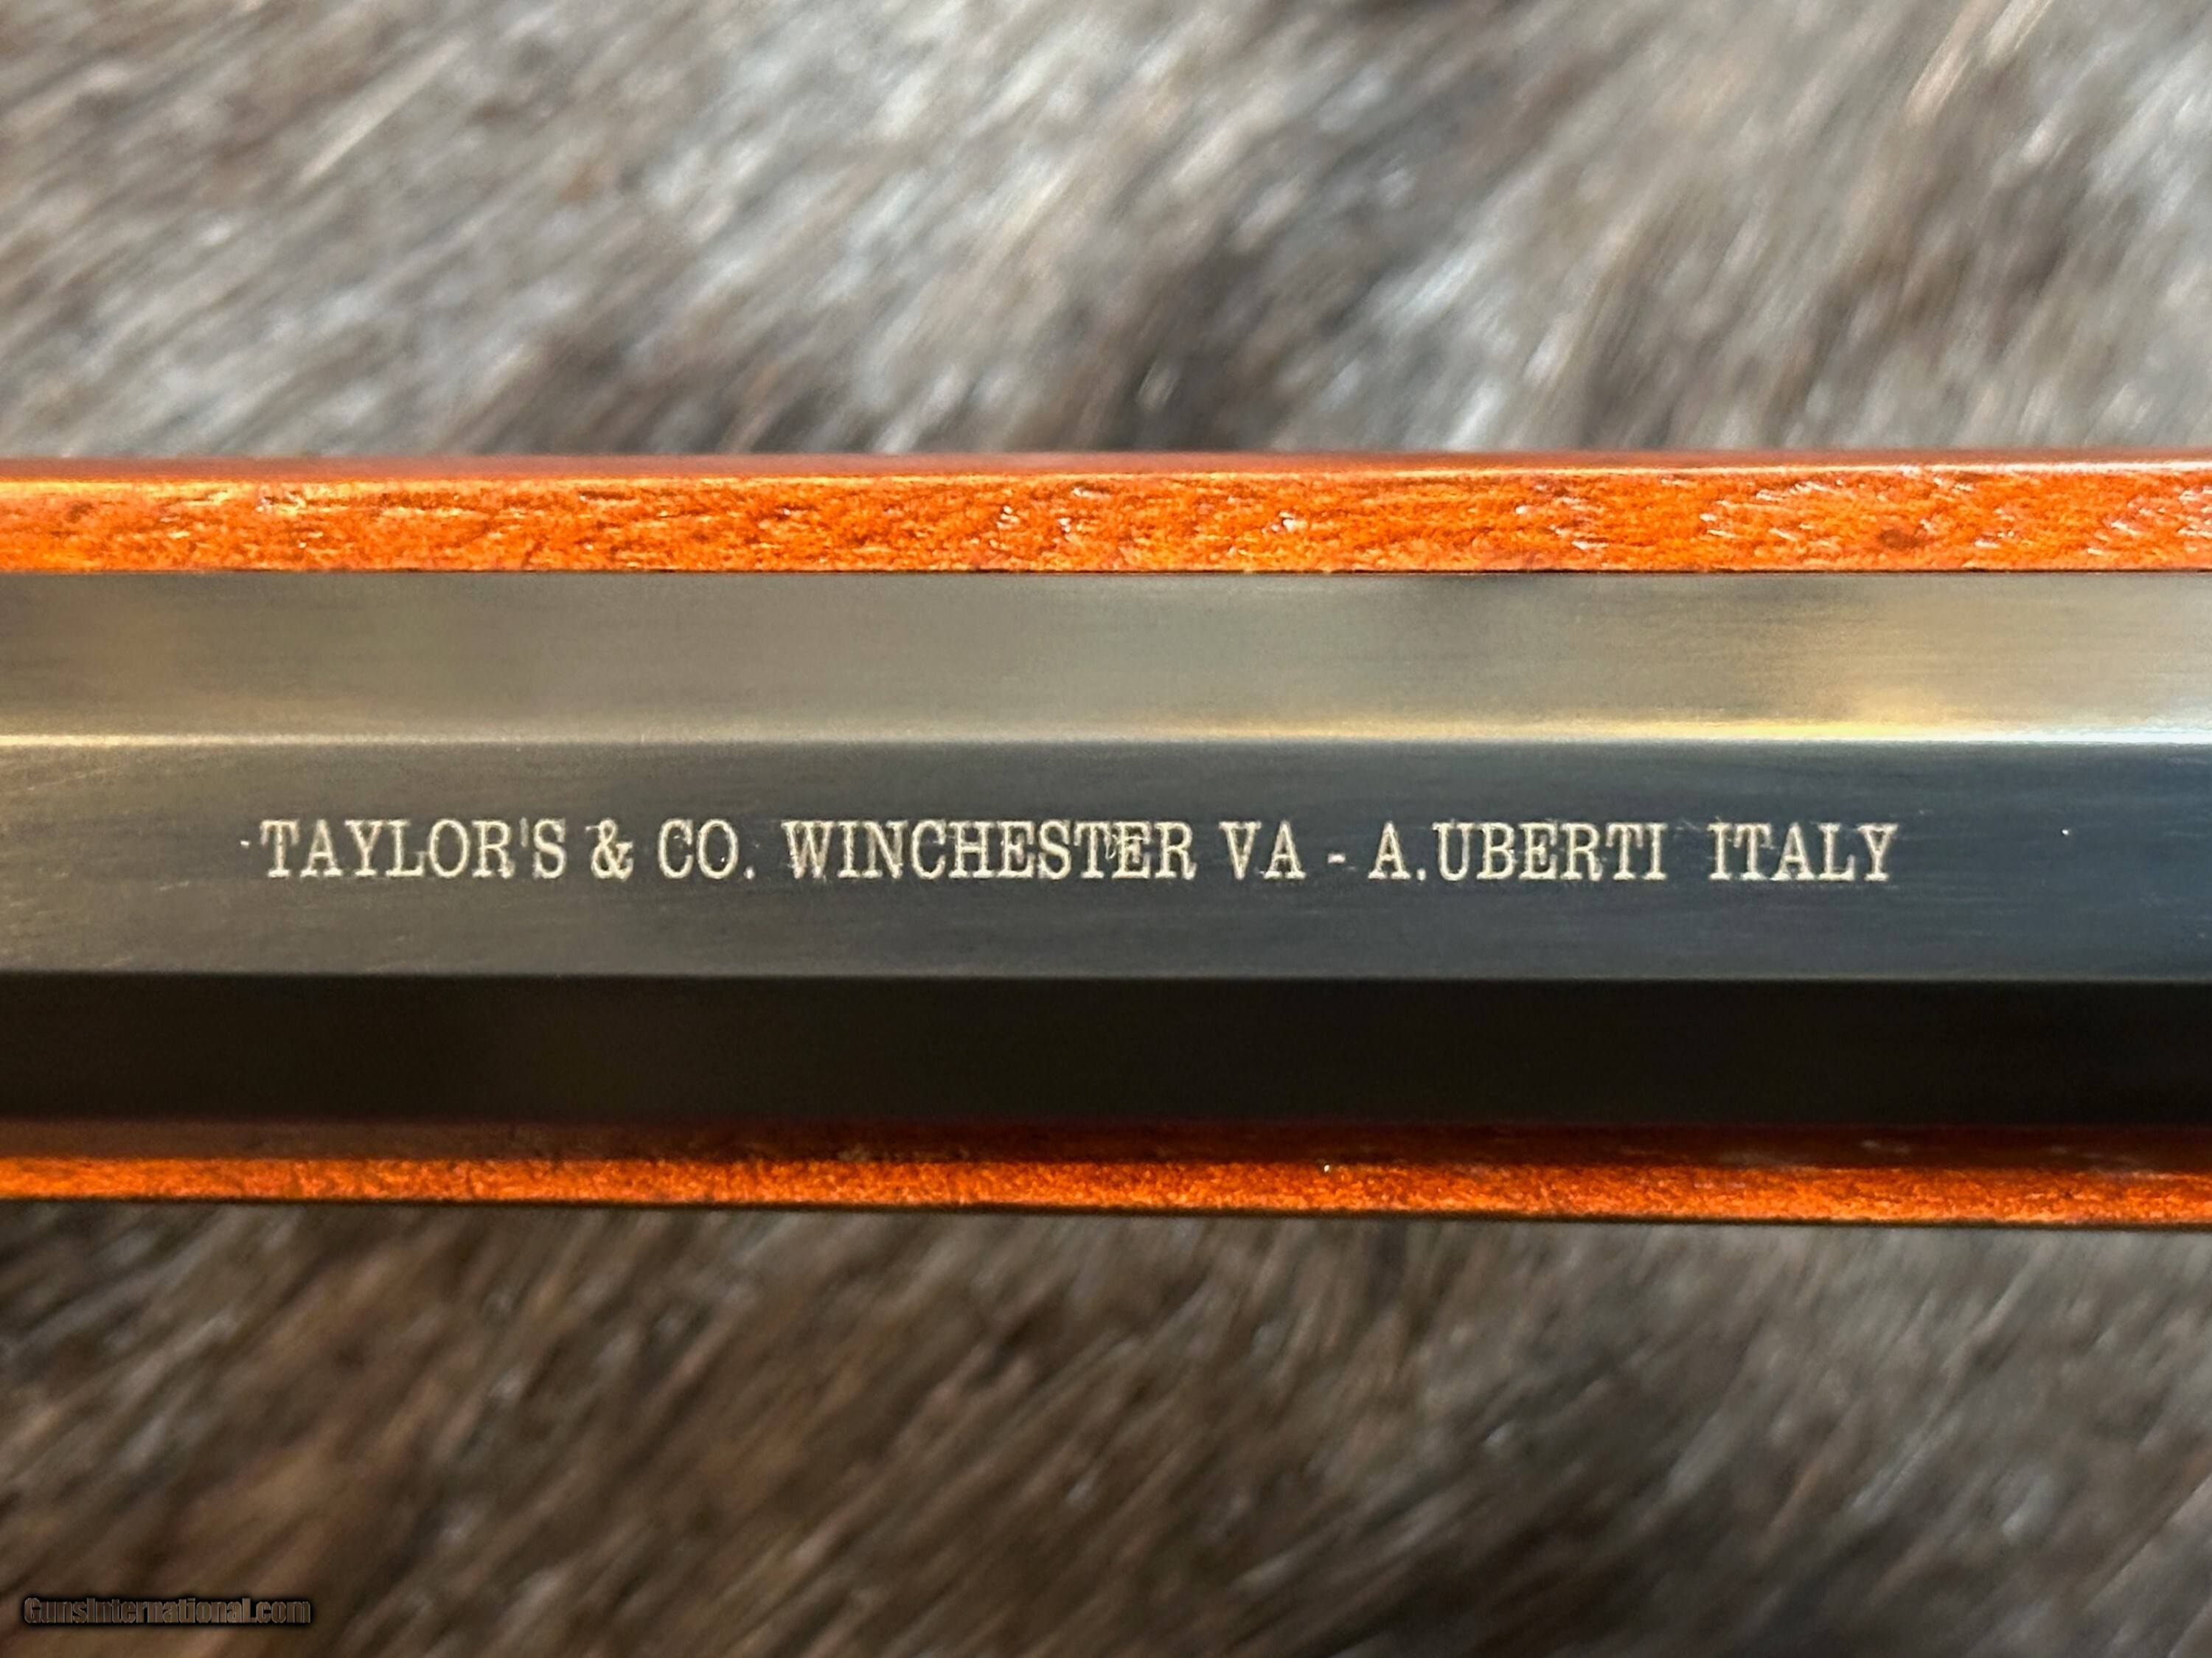 TAYLOR'S & CO. WINCHESTER VA - A.UBERTI ITALY
GunsInternational.com